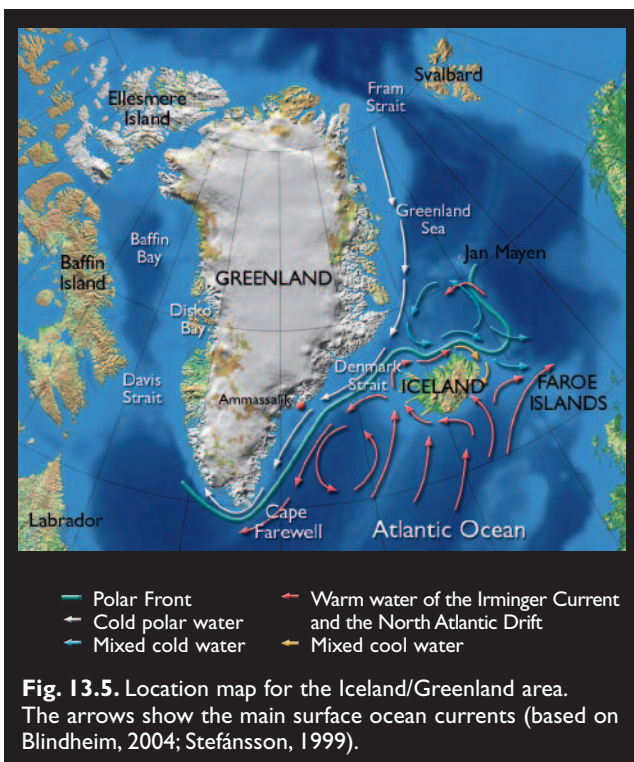 Svalbard
Fram
Strait
Ellesmere
Island
Greenland
Sea
Baffin
Bay
Jan Mayen
Baffin
Island
GREENLAND
Disko
Bay
Denmark
Strait
Davis
Strait
Ammassalik
ICELAND
FAROE
ISLANDS
Labrador
Cape
Farewell
Atlantic Ocean
Polar Front
Cold polar water
Mixed cold water
Warm water of the Irminger Current
and the North Atlantic Drift
Mixed cool water
Fig. 13.5. Location map for the Iceland/Greenland area.
The arrows show the main surface ocean currents (based on
Blindheim, 2004; Stefánsson, 1999).